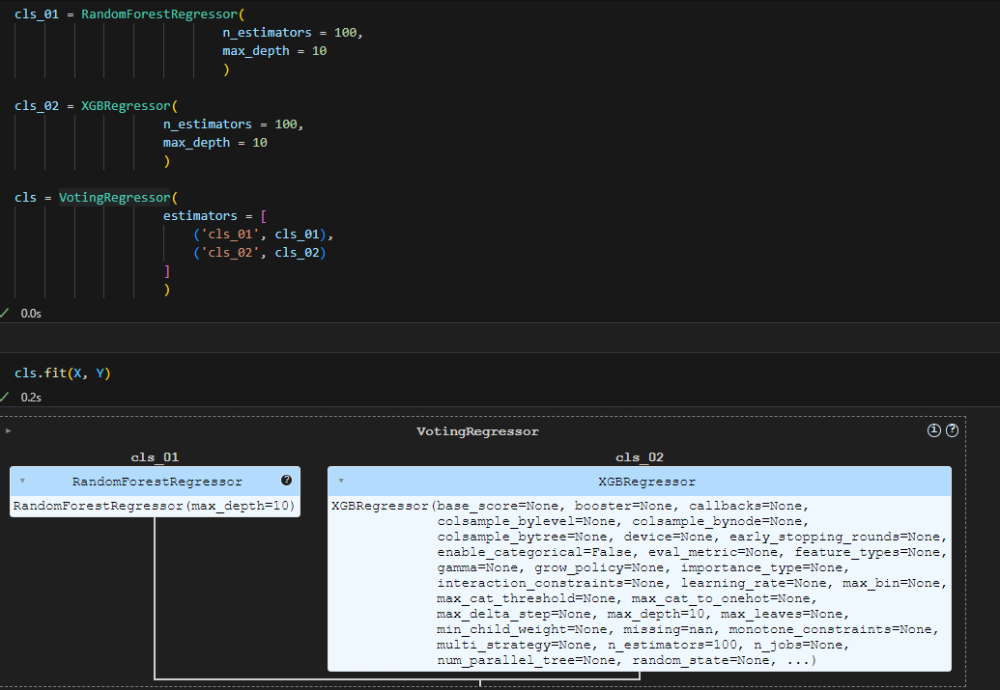 cls_01 = RandomForestRegressor(
n_estimators = 100,
max_depth = 10
)
cls_02 = XGBRegressor(
n_estimators = 100,
max_depth = 10
)
cls = VotingRegressor(
estimators = [
('cls_01', cls_01),
('cls_02', cls_02)
]
)
0.0s
cls.fit(X, Y)
0.2s
VotingRegressor
i ?
cls_01
cls_02
RandomForestRegressor ?
XGBRegressor
RandomForestRegressor(max_depth=10)
XGBRegressor(base_score=None, booster=None, callbacks=None,
colsample_bylevel=None, colsample_bynode=None,
colsample_bytree=None, device=None, early_stopping_rounds=None,
enable_categorical=False, eval_metric=None, feature_types=None,
gamma=None, grow_policy=None, importance_type=None,
interaction_constraints=None, learning_rate=None, max_bin=None,
max_cat_threshold=None, max_cat_to_onehot=None,
max_delta_step=None, max_depth=10, max_leaves=None,
min_child_weight=None, missing=nan, monotone_constraints=None,
multi_strategy=None, n_estimators=100, n_jobs=None,
num_parallel_tree=None, random_state=None, ...)